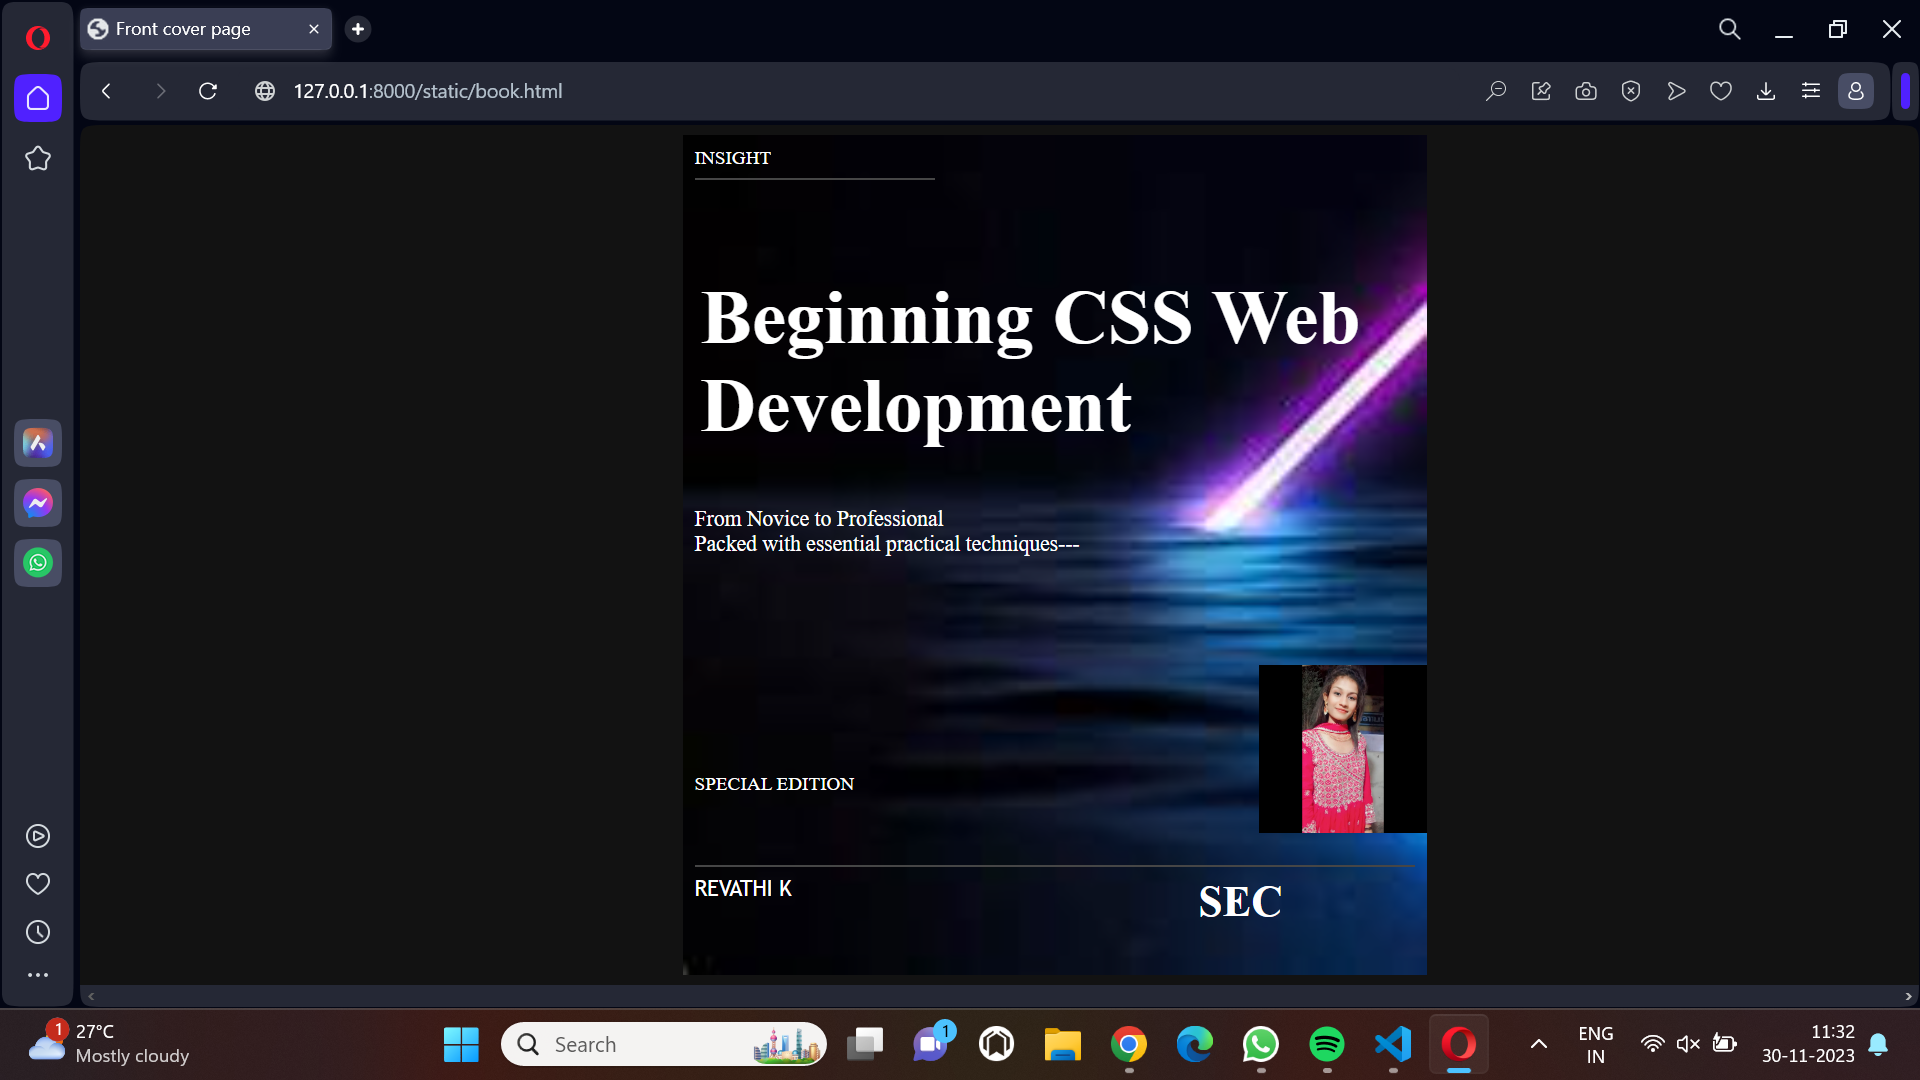 Front cover page
127.0.0.1:8000/static/book.html
INSIGHT
Beginning CSS Web
Development
From Novice to Professional
Packed with essential practical techniques---
SPECIAL EDITION
REVATHI K
SEC
1
27°C
Mostly cloudy
Search
1
ENG
IN
11:32
30-11-2023